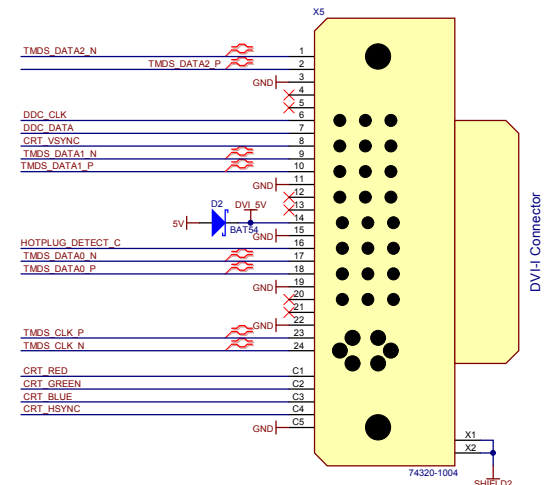 X5
TMDS_DATA2_N 1
TMDS_DATA2_P 2
GND 3
4
5
DDC_CLK 6
DDC_DATA 7
CRT_VSYNC 8
TMDS_DATA1_N 9
TMDS_DATA1_P 10
GND 11
12
D2 DVI_5V 13
5V 14
BAT54
GND 15
HOTPLUG_DETECT_C 16
TMDS_DATA0_N 17
TMDS_DATA0_P 18
GND 19
20
21
GND 22
TMDS_CLK_P 23
TMDS_CLK_N 24
CRT_RED C1
CRT_GREEN C2
CRT_BLUE C3
CRT_HSYNC C4
GND C5
DVI-I Connector
X1
X2
74320-1004
SHIELD2